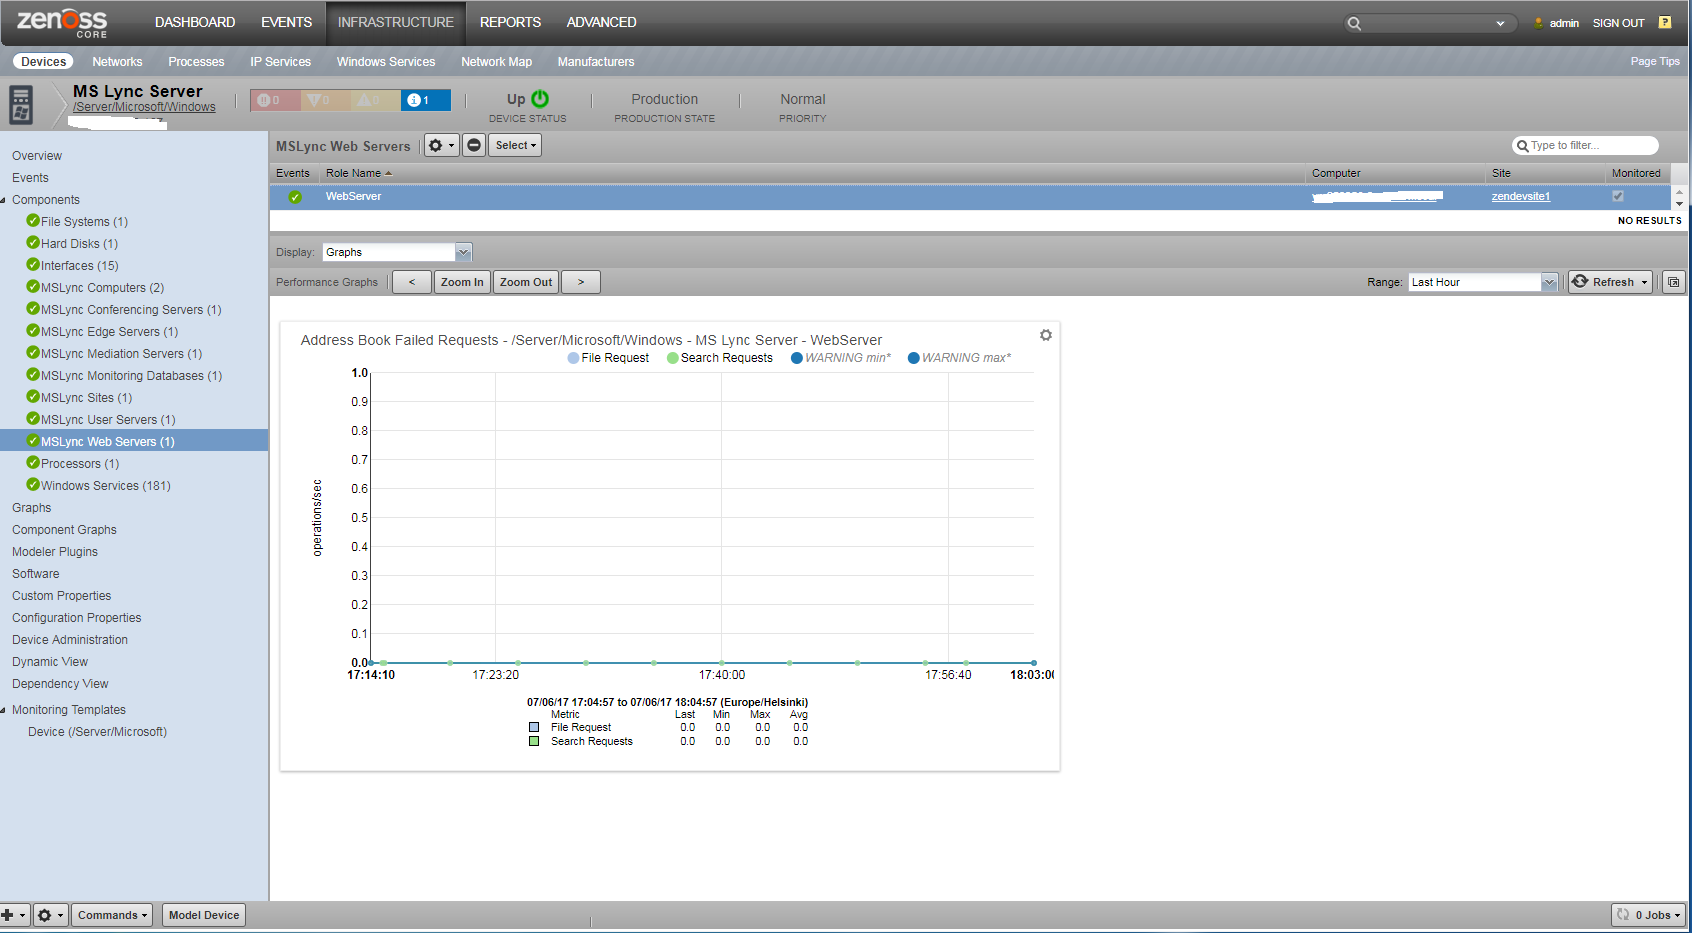 zenoss CORE
DASHBOARD EVENTS INFRASTRUCTURE REPORTS ADVANCED
admin SIGN OUT ?
Devices Networks Processes IP Services Windows Services Network Map Manufacturers Page Tips
MS Lync Server
/Server/Microsoft/Windows
0 0 0 1
Up
DEVICE STATUS
Production
PRODUCTION STATE
Normal
PRIORITY
Overview
Events
Components
File Systems (1)
Hard Disks (1)
Interfaces (15)
MSLync Computers (2)
MSLync Conferencing Servers (1)
MSLync Edge Servers (1)
MSLync Mediation Servers (1)
MSLync Monitoring Databases (1)
MSLync Sites (1)
MSLync User Servers (1)
MSLync Web Servers (1)
Processors (1)
Windows Services (181)
Graphs
Component Graphs
Modeler Plugins
Software
Custom Properties
Configuration Properties
Device Administration
Dynamic View
Dependency View
Monitoring Templates
Device (/Server/Microsoft)
MSLync Web Servers Select Type to filter...
Events Role Name Computer Site Monitored
WebServer zendevsite1
NO RESULTS
Display: Graphs
Performance Graphs < Zoom In Zoom Out > Range: Last Hour Refresh
Address Book Failed Requests - /Server/Microsoft/Windows - MS Lync Server - WebServer
File Request Search Requests WARNING min* WARNING max*
1.0
0.9
0.8
0.7
0.6
0.5
0.4
0.3
0.2
0.1
0.0
operations/sec
17:14:10 17:23:20 17:40:00 17:56:40 18:03:00
07/06/17 17:04:57 to 07/06/17 18:04:57 (Europe/Helsinki)
Metric Last Min Max Avg
File Request 0.0 0.0 0.0 0.0
Search Requests 0.0 0.0 0.0 0.0
Commands Model Device 0 Jobs